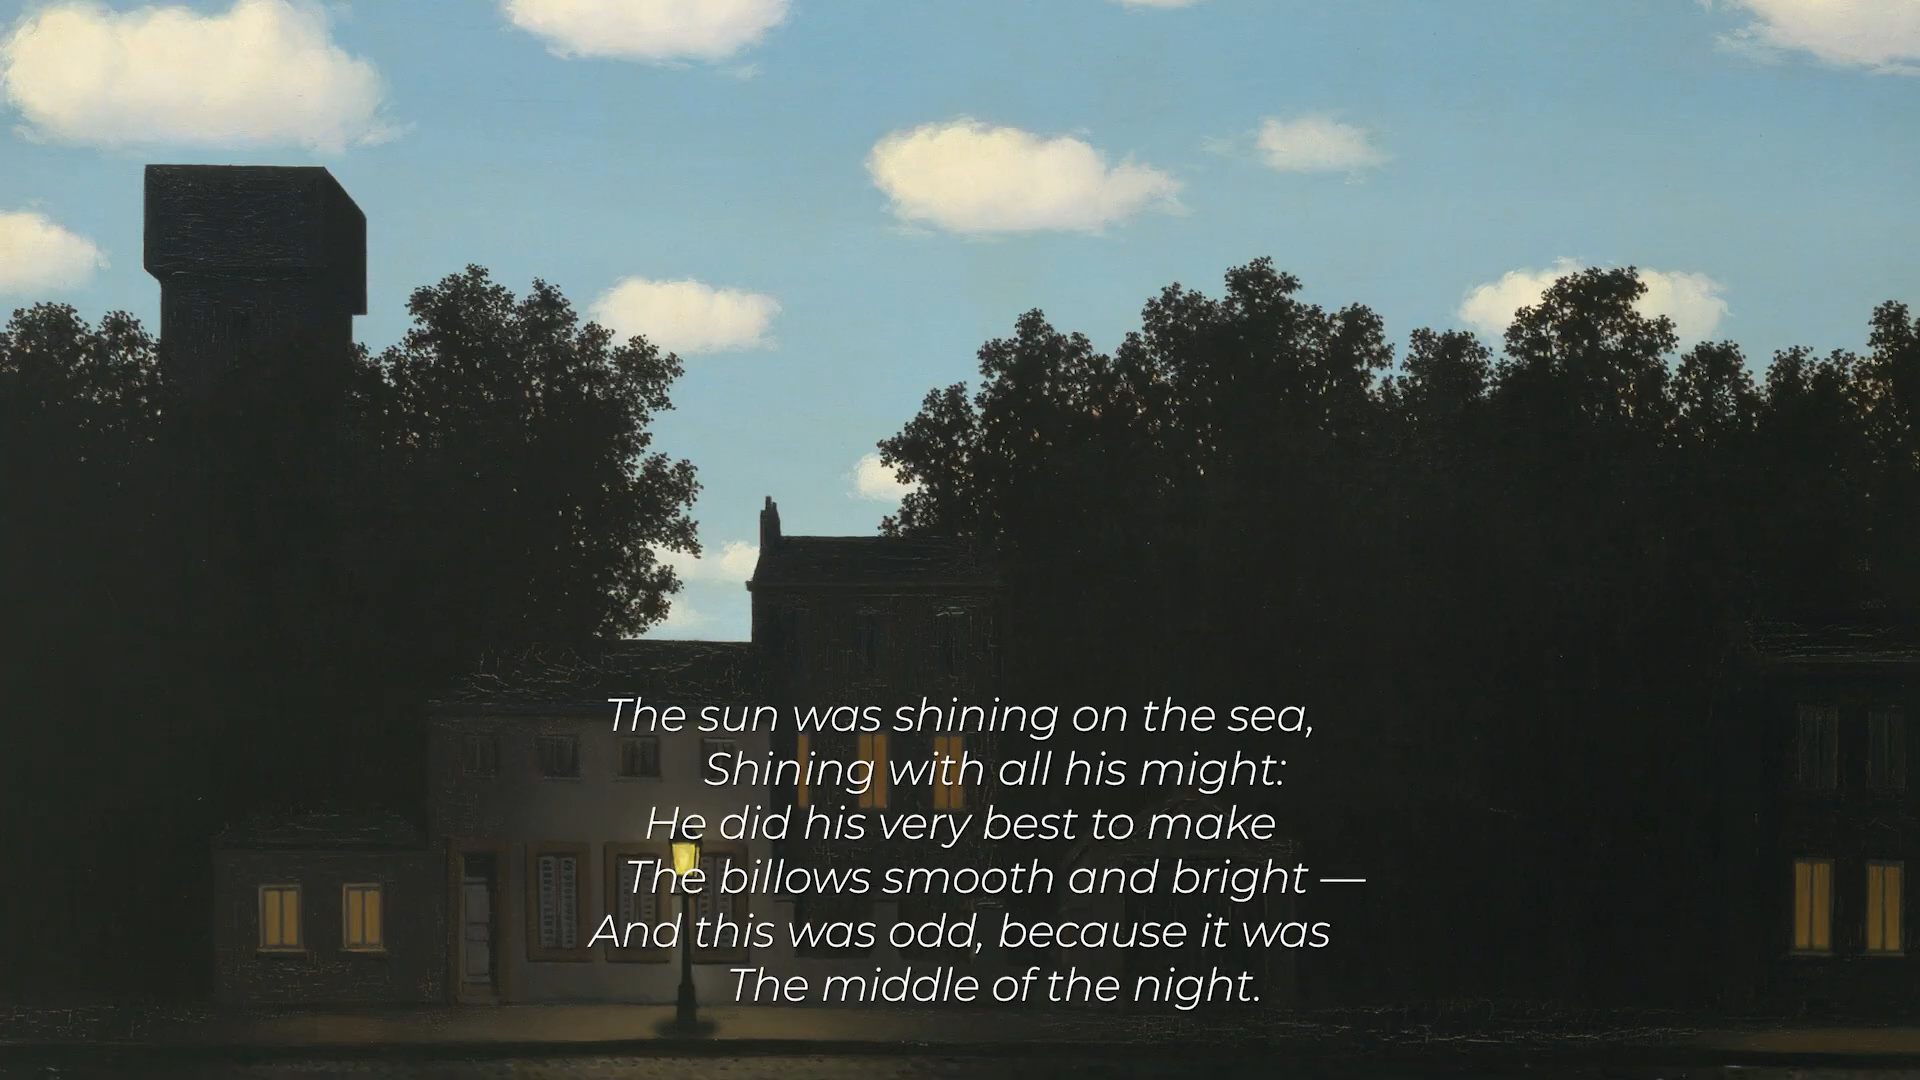 The sun was shining on the sea,
Shining with all his might:
He did his very best to make
The billows smooth and bright —
And this was odd, because it was
The middle of the night.